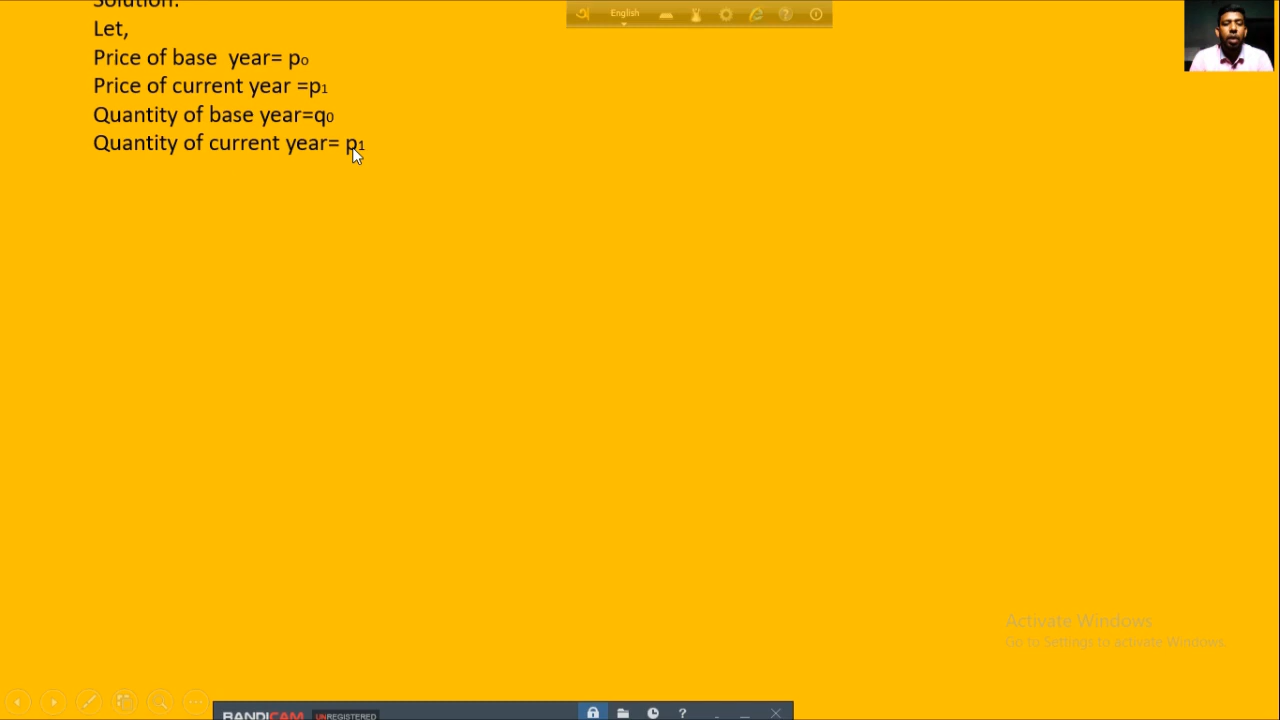 Solution:
English
Let,
Price of base year= p₀
Price of current year =p₁
Quantity of base year=q₀
Quantity of current year= p₁
Activate Windows
Go to Settings to activate Windows.
BANDICAM UNREGISTERED